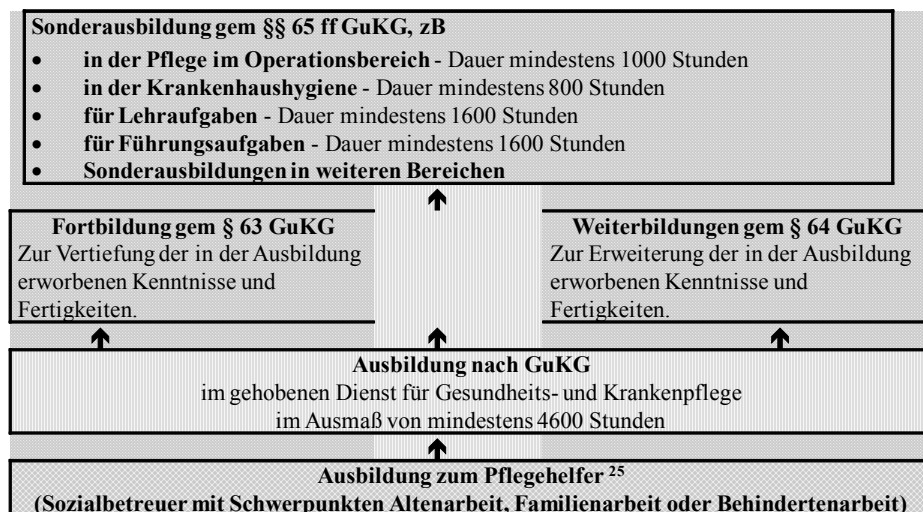 Sonderausbildung gem §§ 65 ff GuKG, zB
• in der Pflege im Operationsbereich - Dauer mindestens 1000 Stunden
• in der Krankenhaushygiene - Dauer mindestens 800 Stunden
• für Lehraufgaben - Dauer mindestens 1600 Stunden
• für Führungsaufgaben - Dauer mindestens 1600 Stunden
• Sonderausbildungen in weiteren Bereichen
Fortbildung gem § 63 GuKG
Zur Vertiefung der in der Ausbildung
erworbenen Kenntnisse und
Fertigkeiten.
Weiterbildungen gem § 64 GuKG
Zur Erweiterung der in der Ausbildung
erworbenen Kenntnisse und
Fertigkeiten.
Ausbildung nach GuKG
im gehobenen Dienst für Gesundheits- und Krankenpflege
im Ausmaß von mindestens 4600 Stunden
Ausbildung zum Pflegehelfer 25
(Sozialbetreuer mit Schwerpunkten Altenarbeit, Familienarbeit oder Behindertenarbeit)